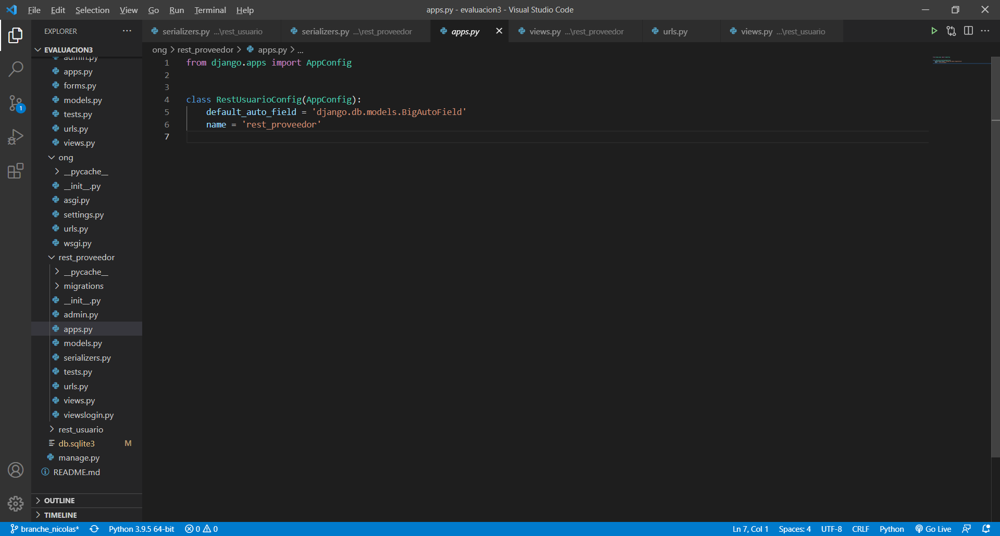 File Edit Selection View Go Run Terminal Help
apps.py - evaluacion3 - Visual Studio Code
EXPLORER
EVALUACION3
admin.py
apps.py
forms.py
models.py
tests.py
urls.py
views.py
ong
__pycache__
__init__.py
asgi.py
settings.py
urls.py
wsgi.py
rest_proveedor
__pycache__
migrations
__init__.py
admin.py
apps.py
models.py
serializers.py
tests.py
urls.py
views.py
viewslogin.py
rest_usuario
db.sqlite3 M
manage.py
README.md
OUTLINE
TIMELINE
serializers.py ...\rest_usuario
serializers.py ...\rest_proveedor
apps.py
views.py ...\rest_proveedor
urls.py
views.py ...\rest_usuario
ong > rest_proveedor > apps.py > ...
1 from django.apps import AppConfig
2
3
4 class RestUsuarioConfig(AppConfig):
5     default_auto_field = 'django.db.models.BigAutoField'
6     name = 'rest_proveedor'
7
1
branche_nicolas* Python 3.9.5 64-bit 0 0
Ln 7, Col 1 Spaces: 4 UTF-8 CRLF Python Go Live